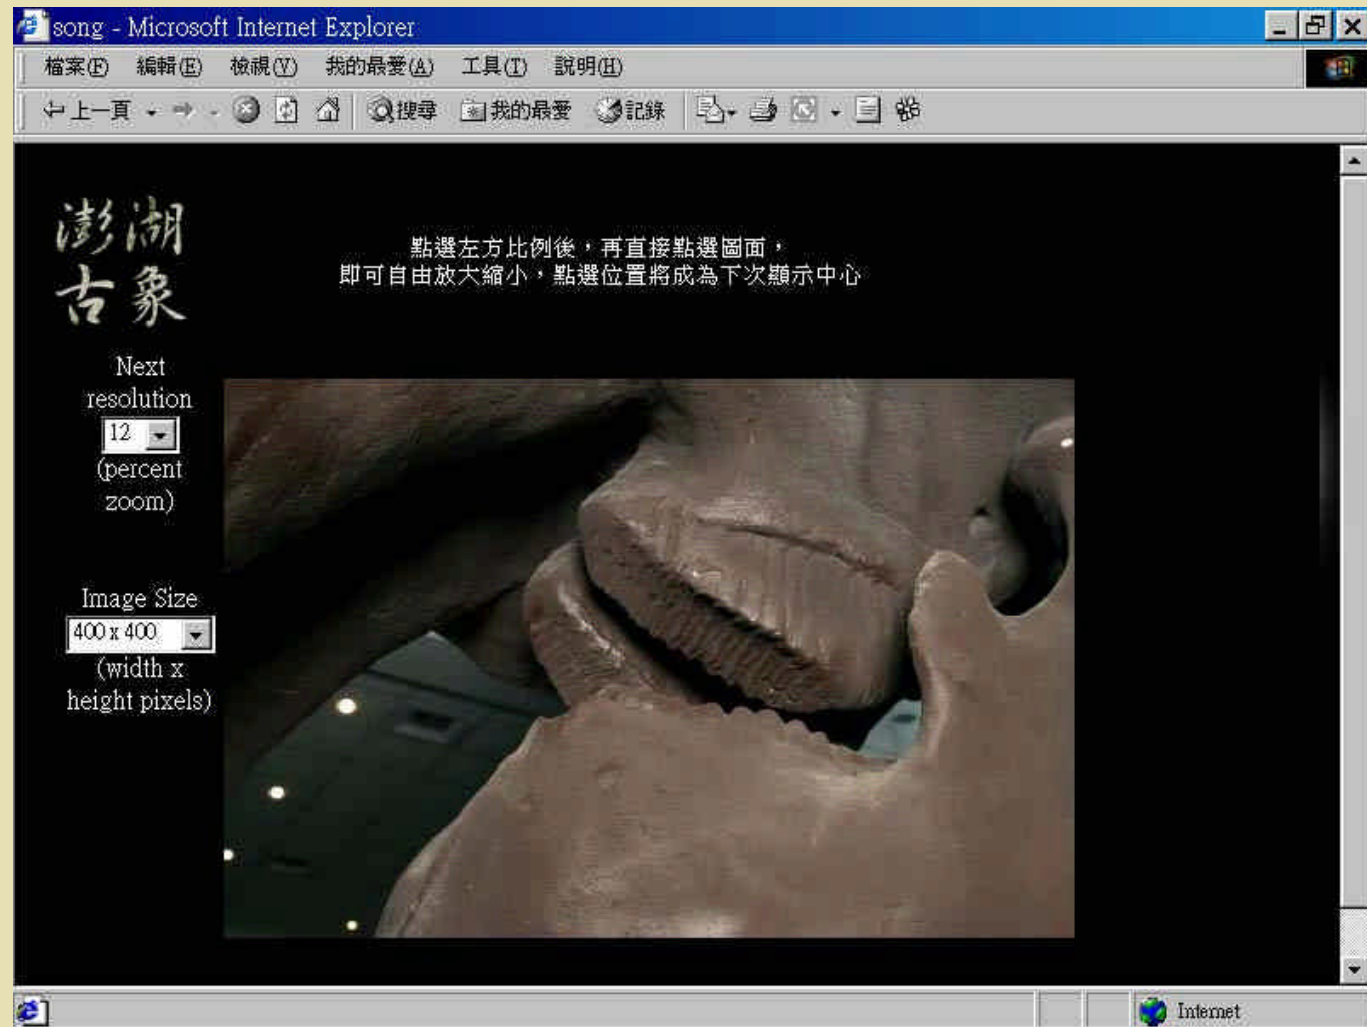 song - Microsoft Internet Explorer
檔案(F) 編輯(E) 檢視(V) 我的最愛(A) 工具(T) 說明(H)
上一頁 搜尋 我的最愛 記錄
澎湖
古象
點選左方比例後，再直接點選圖面，
即可自由放大縮小，點選位置將成為下次顯示中心
Next
resolution
12
(percent
zoom)
Image Size
400 x 400
(width x
height pixels)
Internet